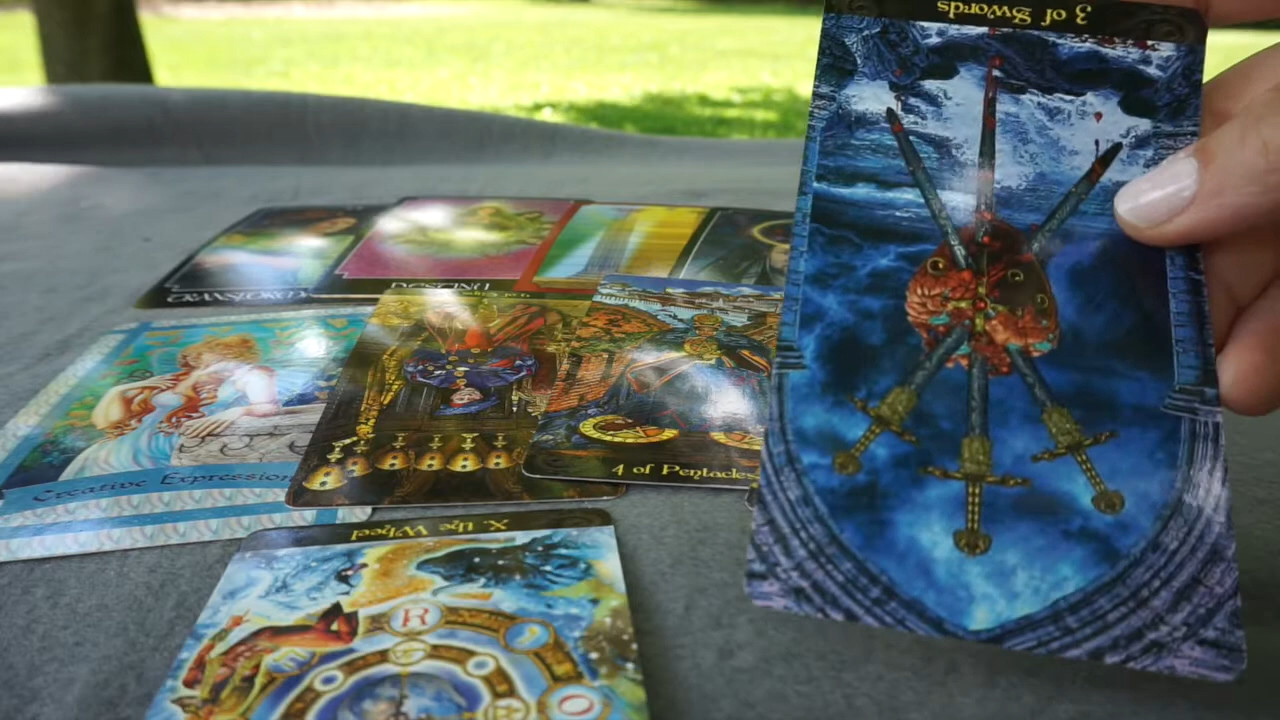 3 of Swords
DESTINY
Creative Expression
4 of Pentacles
X. the Wheel
R
O